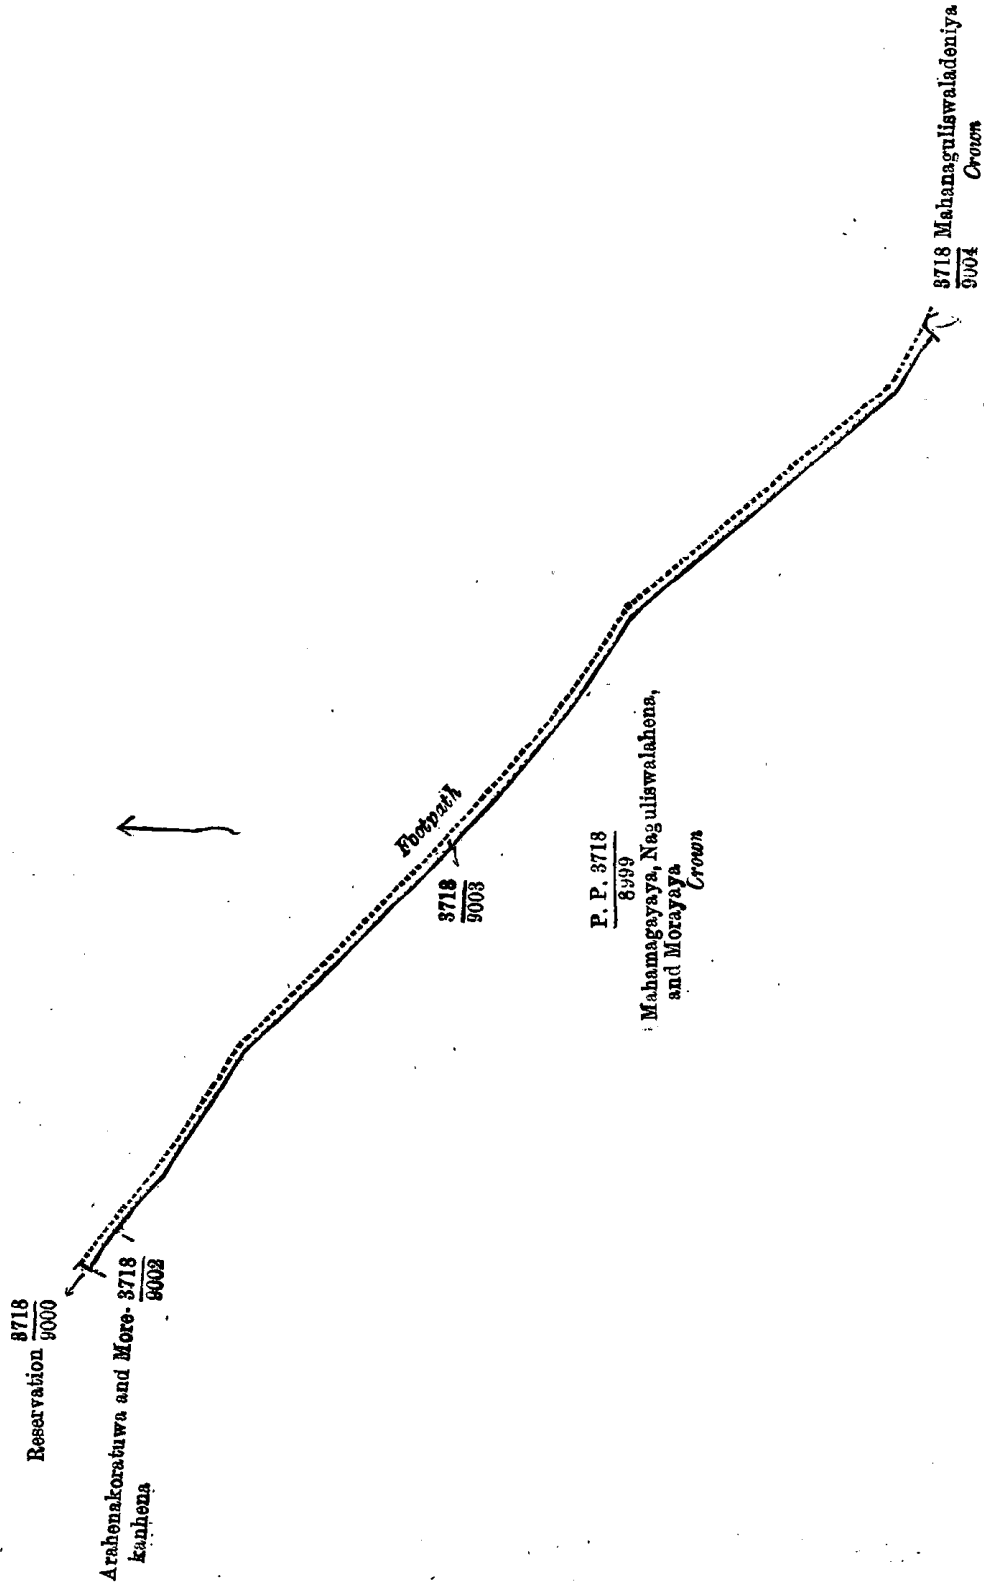 Reservation 3718
9000
Arahenakoratuwa and More- 3718
kanhena 9002
Footpath
3718
9003
P. P. 3718
8999
Mahamagayaya, Naguliswalahena,
and Morayaya
Crown
3718 Mahanaguliswaladeniya
9004 Crown